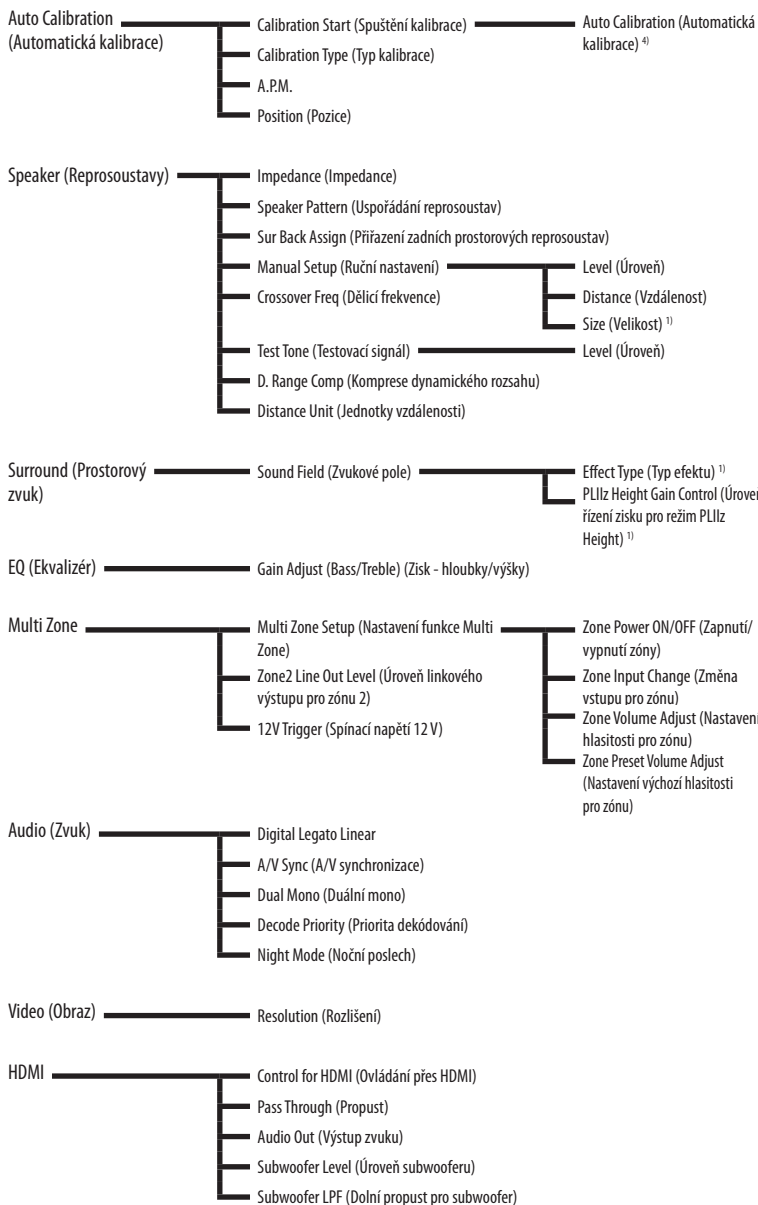 Auto Calibration
(Automatická kalibrace)
Calibration Start (Spuštění kalibrace)
Auto Calibration (Automatická
kalibrace) 4)
Calibration Type (Typ kalibrace)
A.P.M.
Position (Pozice)
Speaker (Reprosoustavy)
Impedance (Impedance)
Speaker Pattern (Uspořádání reprosoustav)
Sur Back Assign (Přiřazení zadních prostorových reprosoustav)
Manual Setup (Ruční nastavení)
Level (Úroveň)
Crossover Freq (Dělicí frekvence)
Distance (Vzdálenost)
Size (Velikost) 1)
Test Tone (Testovací signál)
Level (Úroveň)
D. Range Comp (Komprese dynamického rozsahu)
Distance Unit (Jednotky vzdálenosti)
Surround (Prostorový
zvuk)
Sound Field (Zvukové pole)
Effect Type (Typ efektu) 1)
PLIIz Height Gain Control (Úroveň
řízení zisku pro režim PLIIz
Height) 1)
EQ (Ekvalizér)
Gain Adjust (Bass/Treble) (Zisk - hloubky/výšky)
Multi Zone
Multi Zone Setup (Nastavení funkce Multi
Zone)
Zone Power ON/OFF (Zapnutí/
vypnutí zóny)
Zone2 Line Out Level (Úroveň linkového
výstupu pro zónu 2)
Zone Input Change (Změna
vstupu pro zónu)
12V Trigger (Spínací napětí 12 V)
Zone Volume Adjust (Nastavení
hlasitosti pro zónu)
Zone Preset Volume Adjust
(Nastavení výchozí hlasitosti
pro zónu)
Audio (Zvuk)
Digital Legato Linear
A/V Sync (A/V synchronizace)
Dual Mono (Duální mono)
Decode Priority (Priorita dekódování)
Night Mode (Noční poslech)
Video (Obraz)
Resolution (Rozlišení)
HDMI
Control for HDMI (Ovládání přes HDMI)
Pass Through (Propust)
Audio Out (Výstup zvuku)
Subwoofer Level (Úroveň subwooferu)
Subwoofer LPF (Dolní propust pro subwoofer)